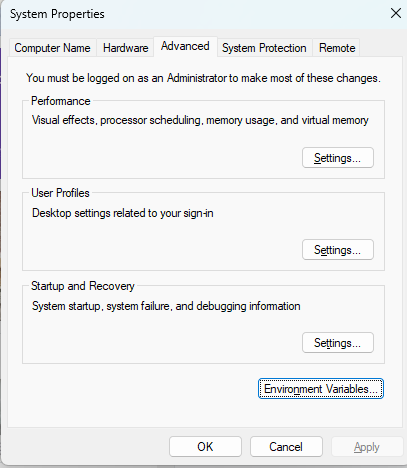 System Properties
Computer Name Hardware Advanced System Protection Remote
You must be logged on as an Administrator to make most of these changes.
Performance
Visual effects, processor scheduling, memory usage, and virtual memory
Settings...
User Profiles
Desktop settings related to your sign-in
Settings...
Startup and Recovery
System startup, system failure, and debugging information
Settings...
Environment Variables...
OK Cancel Apply